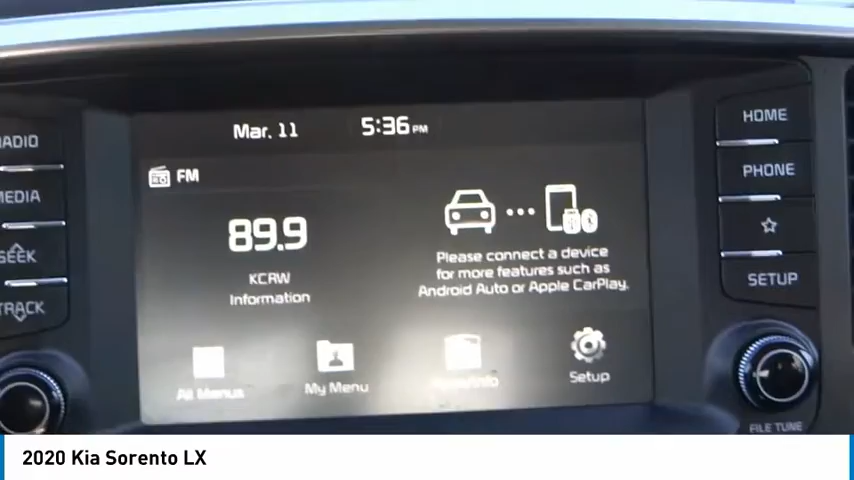 Mar. 11 5:36 PM
FM
89.9
KCRW
Information
Please connect a device
for more features such as
Android Auto or Apple CarPlay.
All Menus
My Menu
Setup
RADIO
MEDIA
SEEK
TRACK
HOME
PHONE
SETUP
FILE TUNE
2020 Kia Sorento LX